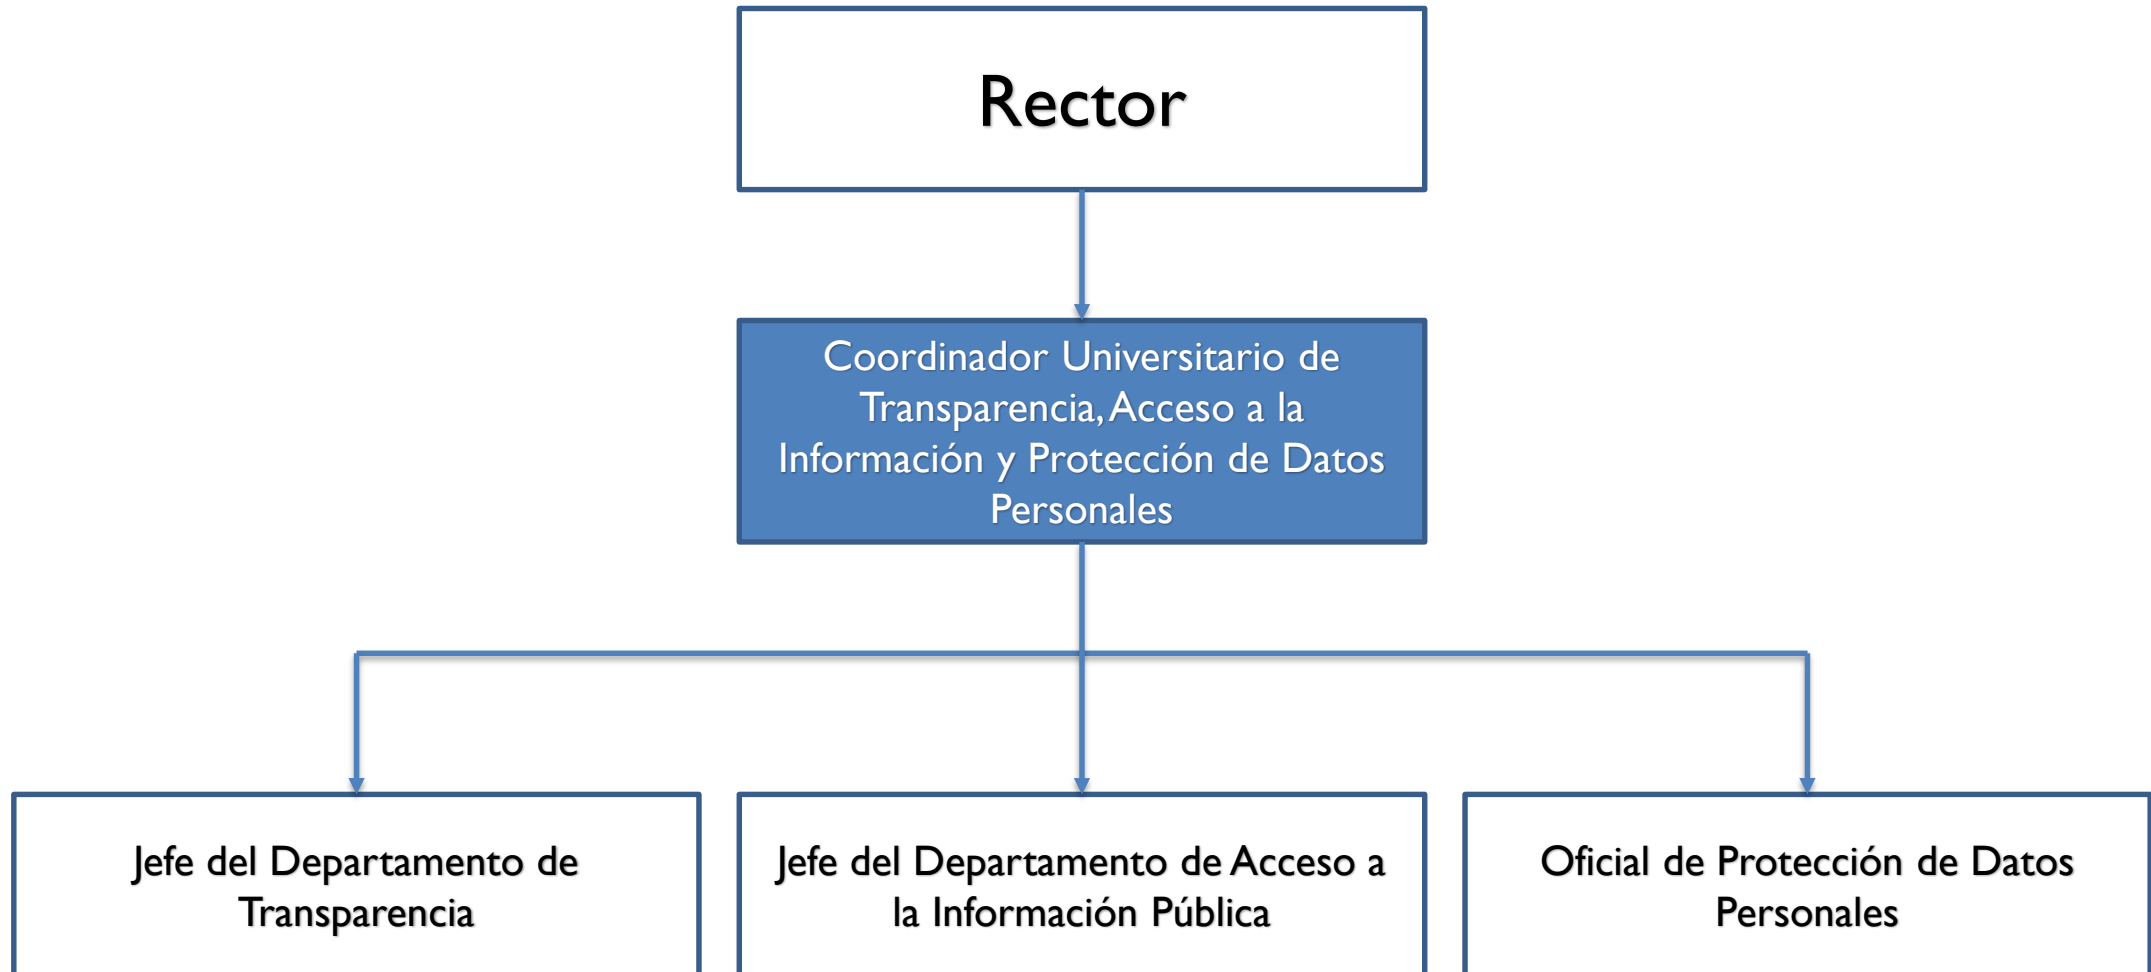 Rector
Coordinador Universitario de
Transparencia, Acceso a la
Información y Protección de Datos
Personales
Jefe del Departamento de
Transparencia
Jefe del Departamento de Acceso a
la Información Pública
Oficial de Protección de Datos
Personales